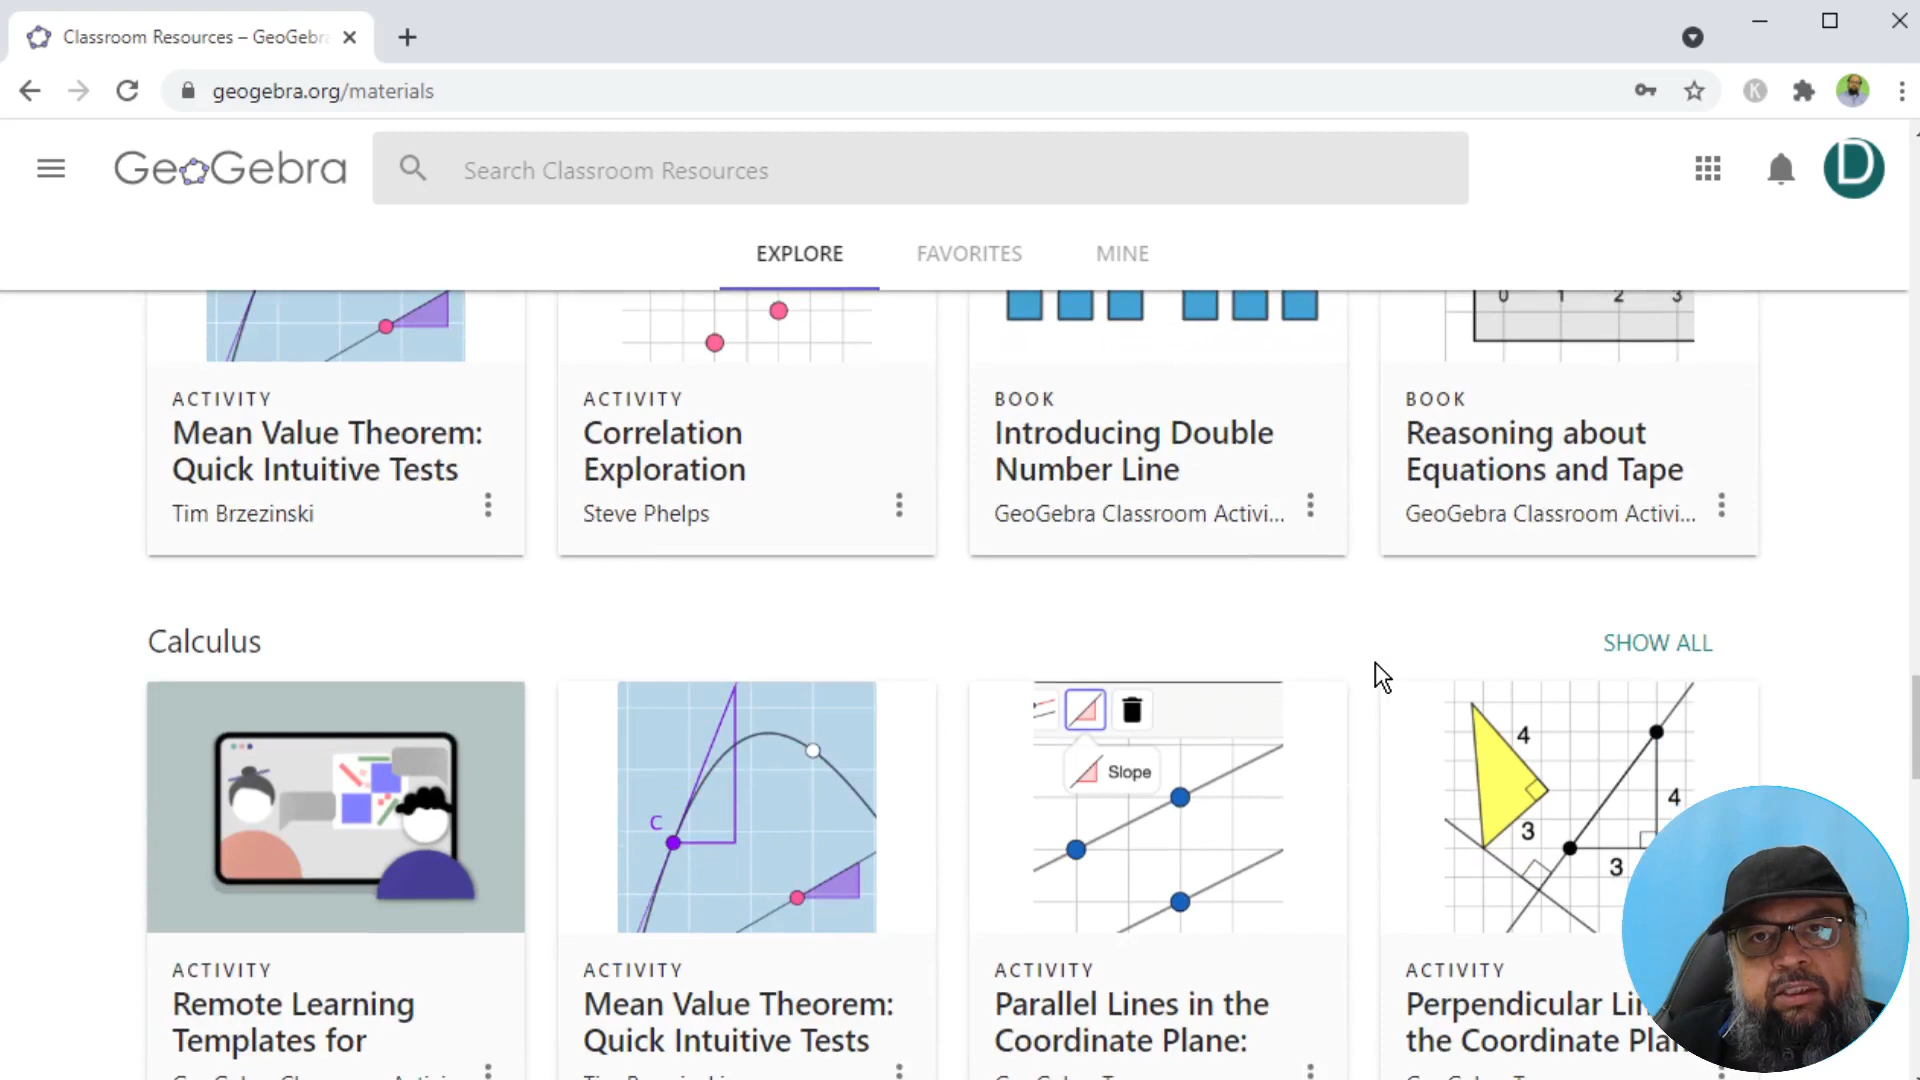 Classroom Resources – GeoGebra
geogebra.org/materials
K
GeoGebra
Search Classroom Resources
D
EXPLORE
FAVORITES
MINE
0 1 2 3
ACTIVITY
Mean Value Theorem:
Quick Intuitive Tests
Tim Brzezinski
ACTIVITY
Correlation
Exploration
Steve Phelps
BOOK
Introducing Double
Number Line
GeoGebra Classroom Activi...
BOOK
Reasoning about
Equations and Tape
GeoGebra Classroom Activi...
Calculus
SHOW ALL
C
Slope
4
3
4
3
ACTIVITY
Remote Learning
Templates for
ACTIVITY
Mean Value Theorem:
Quick Intuitive Tests
ACTIVITY
Parallel Lines in the
Coordinate Plane:
ACTIVITY
Perpendicular Li
the Coordinate Pla